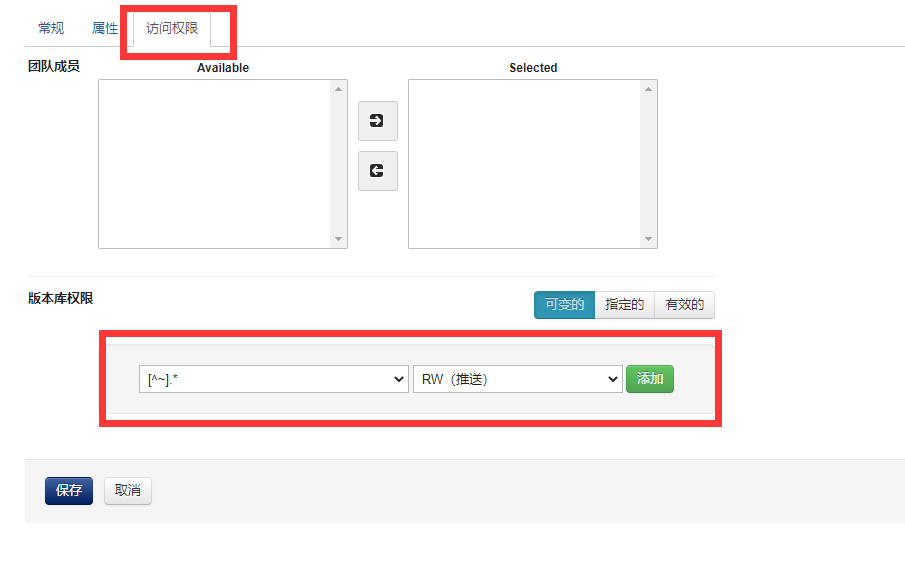 常规 属性 访问权限
团队成员 Available Selected
版本库权限 可变的 指定的 有效的
[^~].* RW（推送） 添加
保存 取消